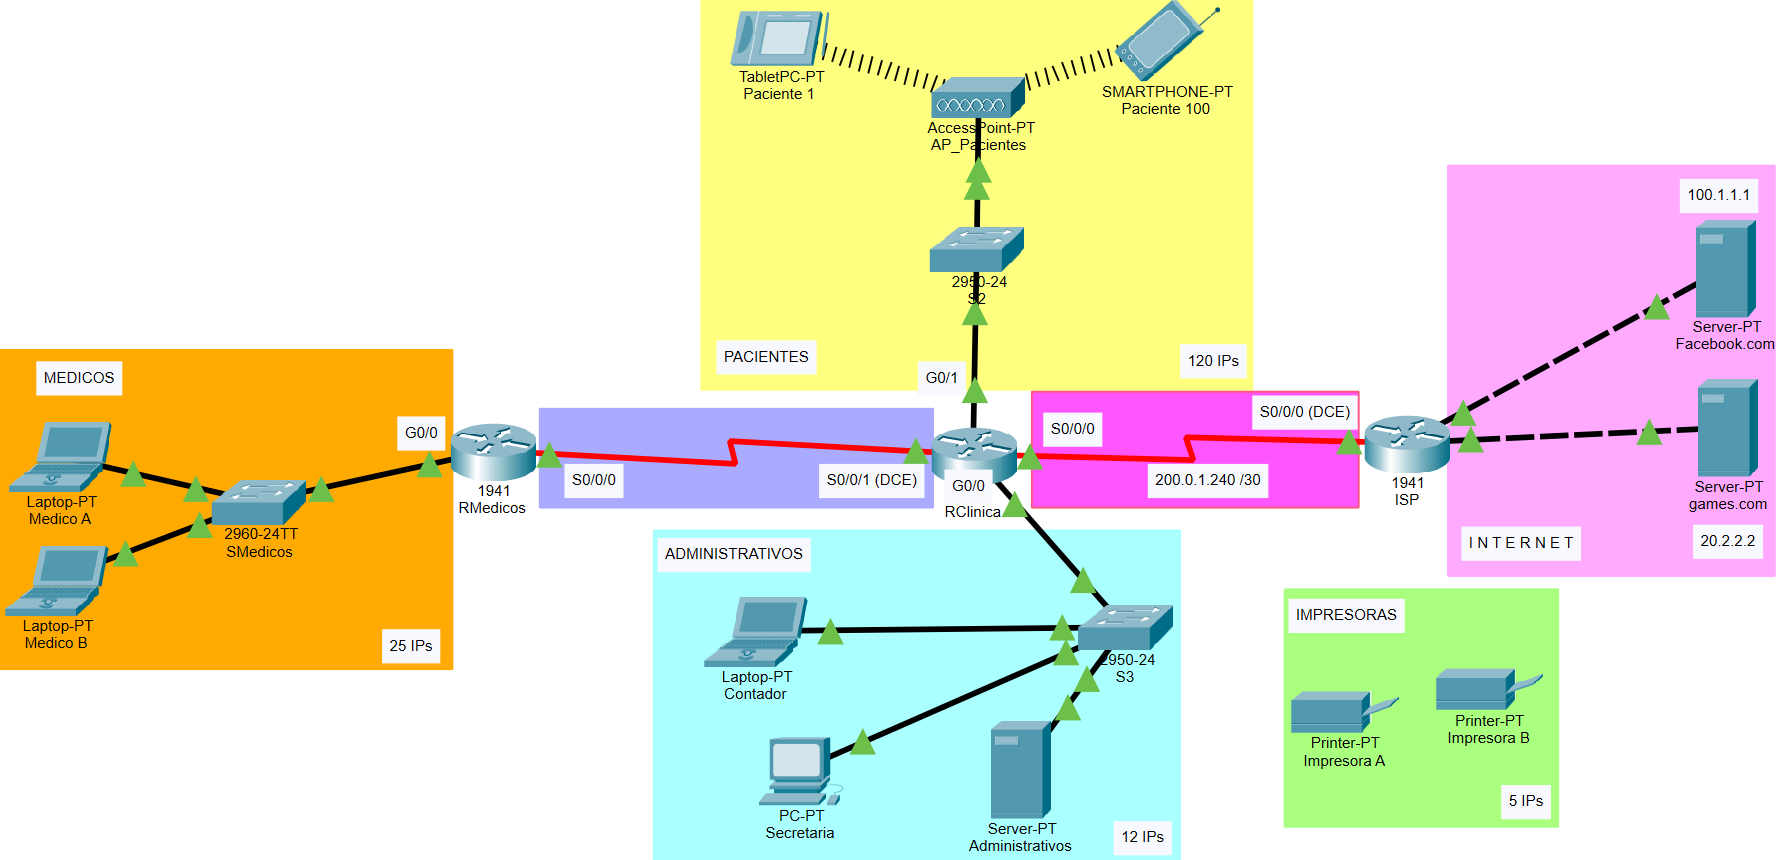 TabletPC-PT
Paciente 1
SMARTPHONE-PT
Paciente 100
AccessPoint-PT
AP_Pacientes
2950-24
S2
PACIENTES
120 IPs
G0/1
MEDICOS
G0/0
Laptop-PT
Medico A
2960-24TT
SMedicos
Laptop-PT
Medico B
25 IPs
1941
RMedicos
S0/0/0
S0/0/1 (DCE)
G0/0
RClinica
S0/0/0
S0/0/0 (DCE)
200.0.1.240 /30
1941
ISP
100.1.1.1
Server-PT
Facebook.com
Server-PT
games.com
I N T E R N E T
20.2.2.2
ADMINISTRATIVOS
Laptop-PT
Contador
2950-24
S3
PC-PT
Secretaria
Server-PT
Administrativos
12 IPs
IMPRESORAS
Printer-PT
Impresora A
Printer-PT
Impresora B
5 IPs